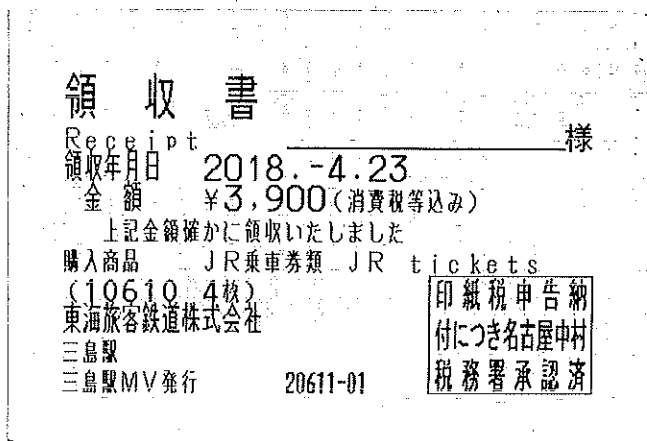 領 収 書
Receipt 様
領収年月日 2018.-4.23
金 額 ¥3,900(消費税等込み)
上記金額確かに領収いたしました
購入商品 JR乗車券類 JR tickets
(10610 4枚)
東海旅客鉄道株式会社
三島駅
三島駅MV発行 20611-01
印紙税申告納
付につき名古屋中村
税務署承認済